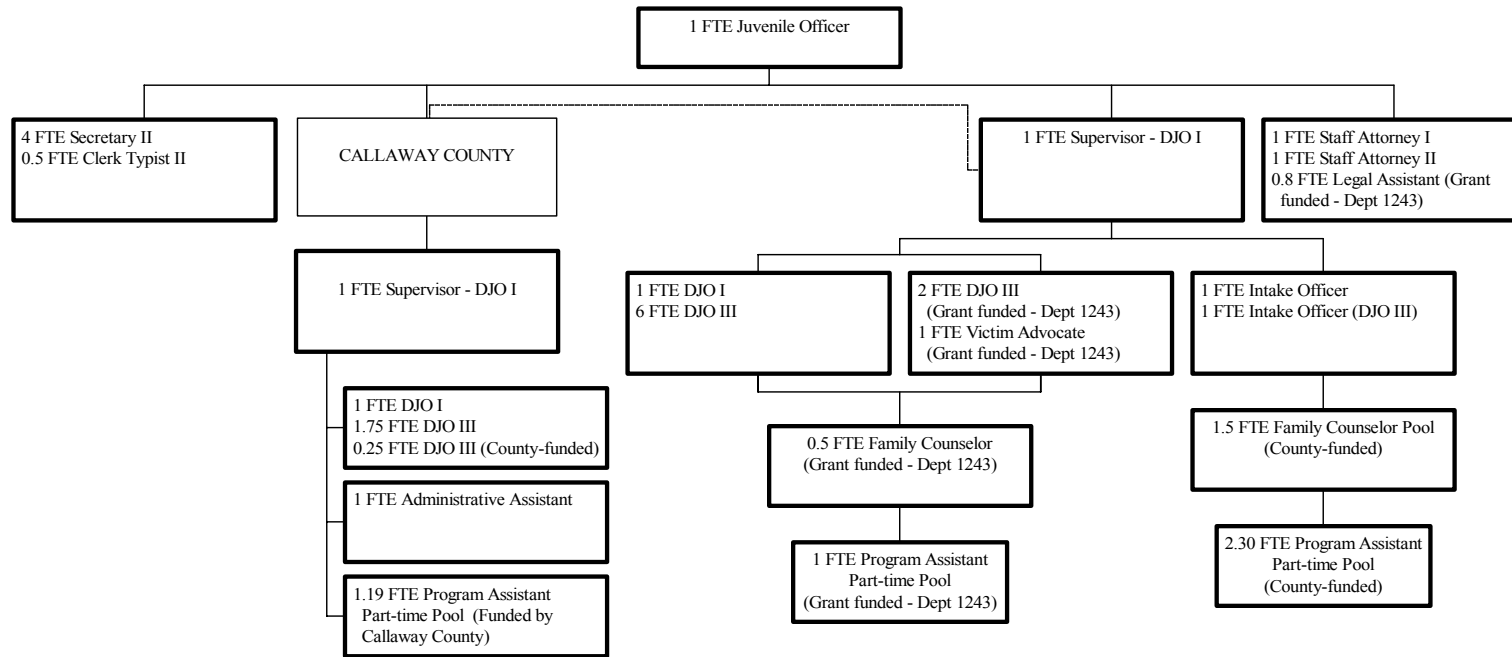 1 FTE Juvenile Officer
4 FTE Secretary II
0.5 FTE Clerk Typist II
CALLAWAY COUNTY
1 FTE Supervisor - DJO I
1 FTE Staff Attorney I
1 FTE Staff Attorney II
0.8 FTE Legal Assistant (Grant
funded - Dept 1243)
1 FTE Supervisor - DJO I
1 FTE DJO I
6 FTE DJO III
2 FTE DJO III
(Grant funded - Dept 1243)
1 FTE Victim Advocate
(Grant funded - Dept 1243)
1 FTE Intake Officer
1 FTE Intake Officer (DJO III)
1 FTE DJO I
1.75 FTE DJO III
0.25 FTE DJO III (County-funded)
0.5 FTE Family Counselor
(Grant funded - Dept 1243)
1.5 FTE Family Counselor Pool
(County-funded)
1 FTE Administrative Assistant
1 FTE Program Assistant
Part-time Pool
(Grant funded - Dept 1243)
2.30 FTE Program Assistant
Part-time Pool
(County-funded)
1.19 FTE Program Assistant
Part-time Pool (Funded by
Callaway County)